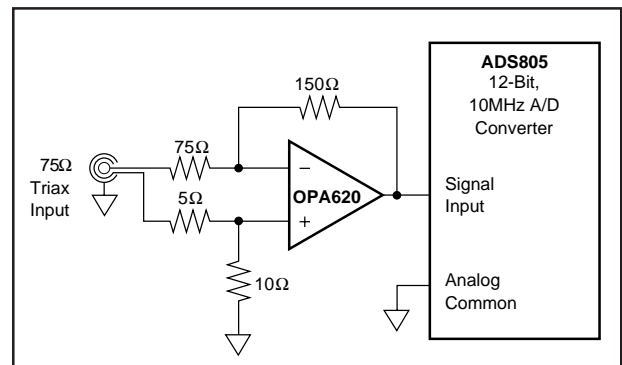 150Ω
75Ω
Triax
Input
75Ω
5Ω
10Ω
−
+
OPA620
ADS805
12-Bit,
10MHz A/D
Converter
Signal
Input
Analog
Common